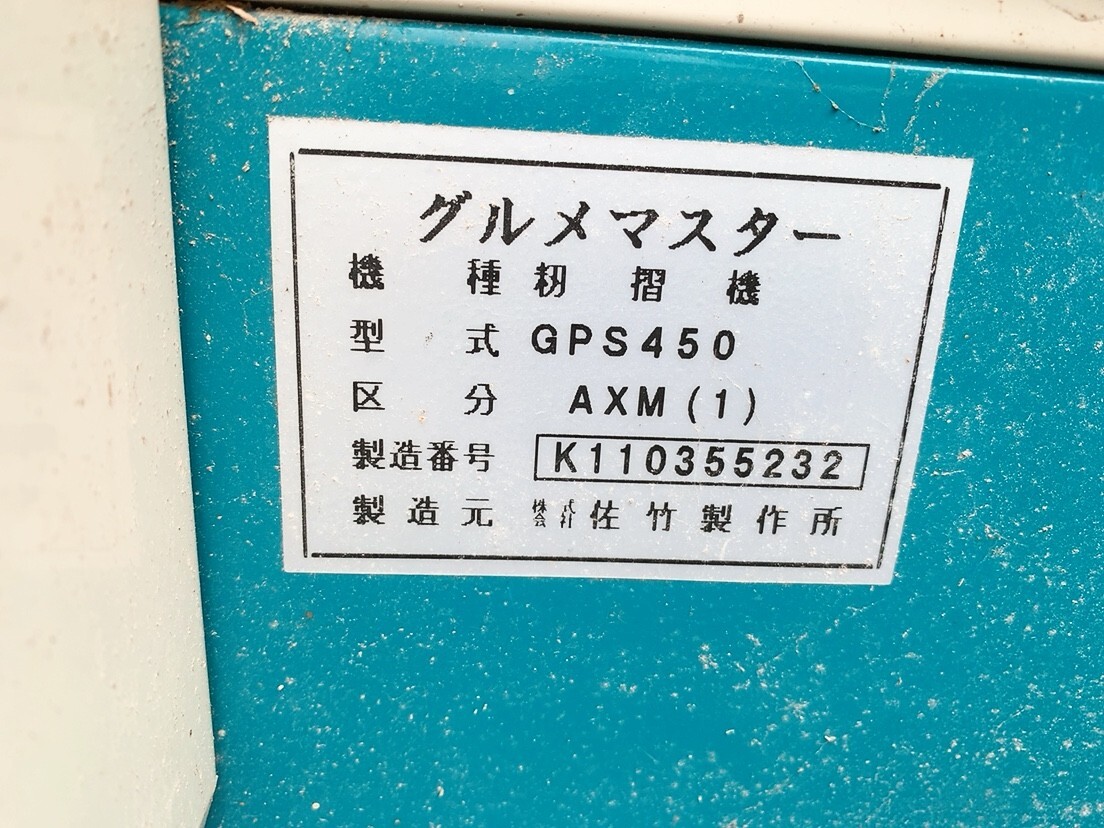 グルメマスター
機種 籾摺機
型式 GPS450
区分 AXM(1)
製造番号 K110355232
製造元 株式会社 佐竹製作所